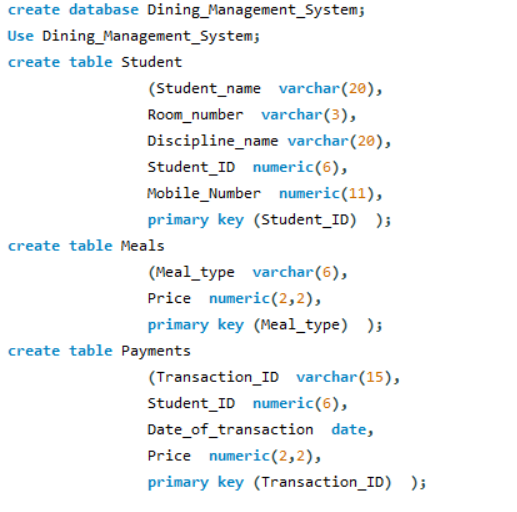 create database Dining_Management_System;
Use Dining_Management_System;
create table Student
(Student_name varchar(20),
Room_number varchar(3),
Discipline_name varchar(20),
Student_ID numeric(6),
Mobile_Number numeric(11),
primary key (Student_ID) );
create table Meals
(Meal_type varchar(6),
Price numeric(2,2),
primary key (Meal_type) );
create table Payments
(Transaction_ID varchar(15),
Student_ID numeric(6),
Date_of_transaction date,
Price numeric(2,2),
primary key (Transaction_ID) );